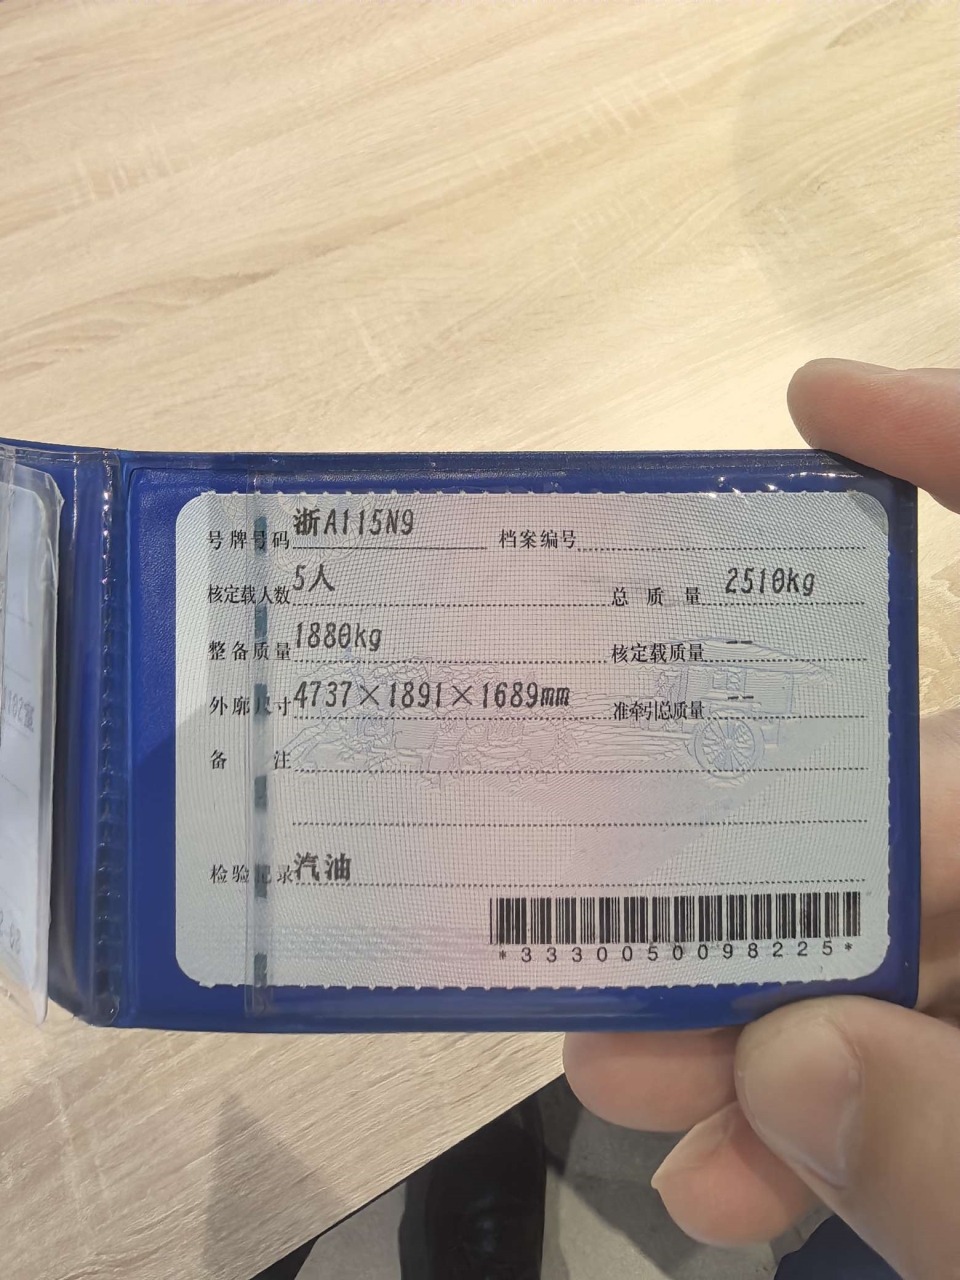 号牌号码 浙A115N9 档案编号
核定载人数 5人 总质量 2510kg
整备质量 1880kg 核定载质量 --
外廓尺寸 4737×1891×1689mm 准牵引总质量 --
备注
检验记录 汽油
*3330050098225*